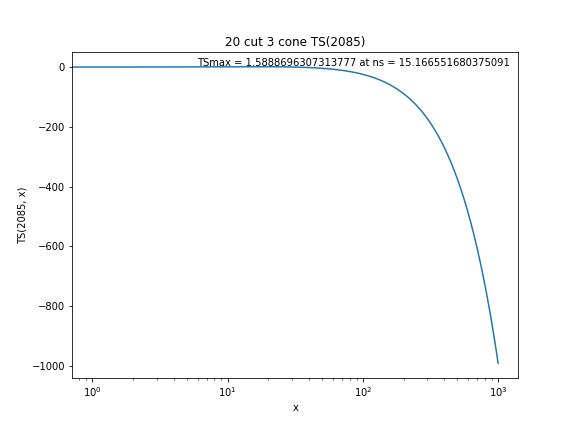 20 cut 3 cone TS(2085)
TSmax = 1.5888696307313777 at ns = 15.166551680375091
TS(2085, x)
0
−200
−400
−600
−800
−1000
10⁰
10¹
10²
10³
x